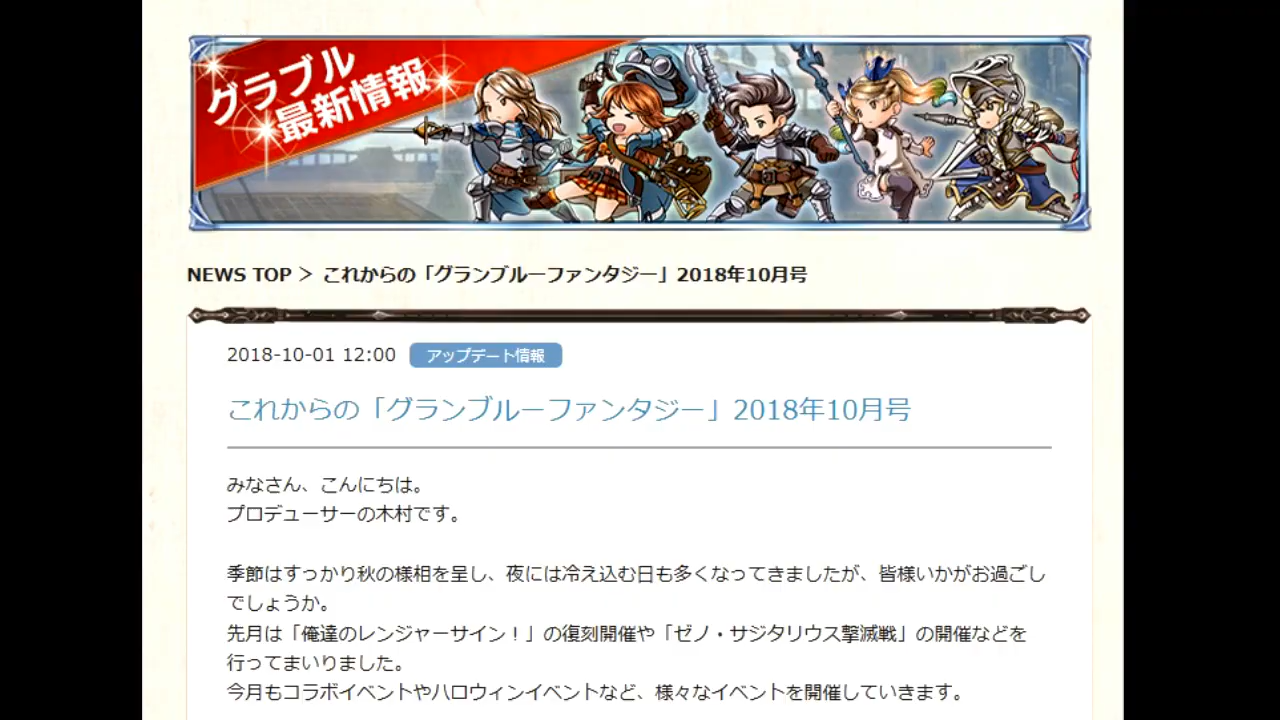 グラブル
最新情報
NEWS TOP ＞ これからの「グランブルーファンタジー」2018年10月号
2018-10-01 12:00 アップデート情報
これからの「グランブルーファンタジー」2018年10月号
みなさん、こんにちは。
プロデューサーの木村です。
季節はすっかり秋の様相を呈し、夜には冷え込む日も多くなってきましたが、皆様いかがお過ごし
でしょうか。
先月は「俺達のレンジャーサイン！」の復刻開催や「ゼノ・サジタリウス撃滅戦」の開催などを
行ってまいりました。
今月もコラボイベントやハロウィンイベントなど、様々なイベントを開催していきます。